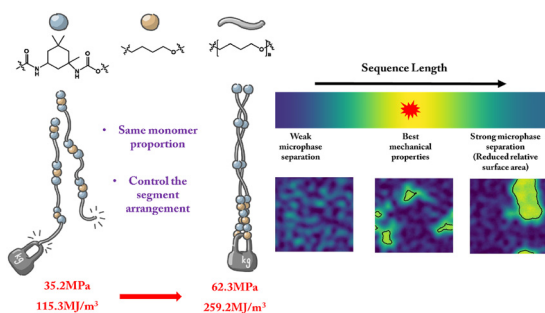 O
O
N
H
N
H
O
O
O
n
Sequence Length
• Same monomer
proportion
• Control the
segment
arrangement
Weak
microphase
separation
Best
mechanical
properties
Strong microphase
separation
(Reduced relative
surface area)
kg
kg
35.2MPa
115.3MJ/m³
62.3MPa
259.2MJ/m³